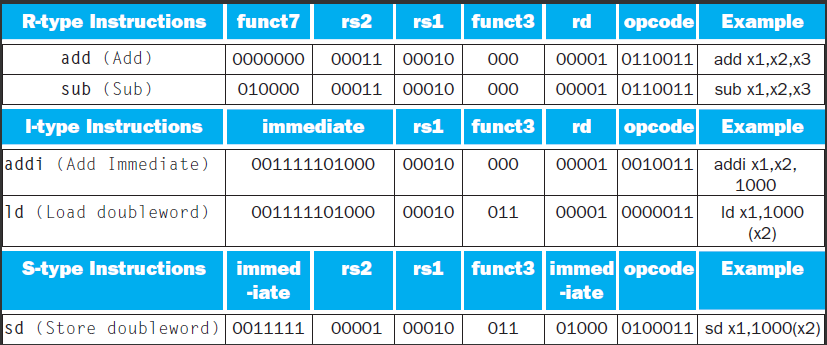 R-type Instructions funct7 rs2 rs1 funct3 rd opcode Example
add (Add) 0000000 00011 00010 000 00001 0110011 add x1,x2,x3
sub (Sub) 010000 00011 00010 000 00001 0110011 sub x1,x2,x3
I-type Instructions immediate rs1 funct3 rd opcode Example
addi (Add Immediate) 001111101000 00010 000 00001 0010011 addi x1,x2,
1000
ld (Load doubleword) 001111101000 00010 011 00001 0000011 ld x1,1000
(x2)
S-type Instructions immed rs2 rs1 funct3 immed opcode Example
-iate -iate
sd (Store doubleword) 0011111 00001 00010 011 01000 0100011 sd x1,1000(x2)